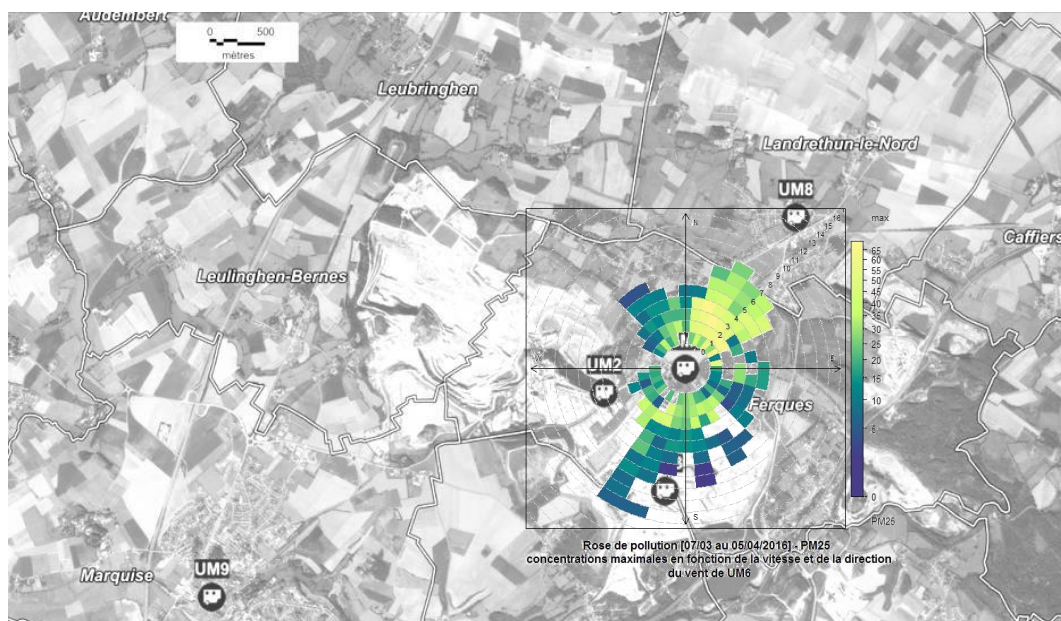 Audembert
0 500
mètres
Leubringhen
Landrethun-le-Nord
UM8
max
N
16
15
14
13
12
11
10
9
8
7
6
5
4
3
2
1
0
Caffiers
Leulinghen-Bernes
65
60
55
50
45
40
35
30
25
20
15
10
5
0
W
E
UM2
Ferques
S
PM25
Rose de pollution [07/03 au 05/04/2016] - PM25
concentrations maximales en fonction de la vitesse et de la direction
du vent de UM6
Marquise
UM9